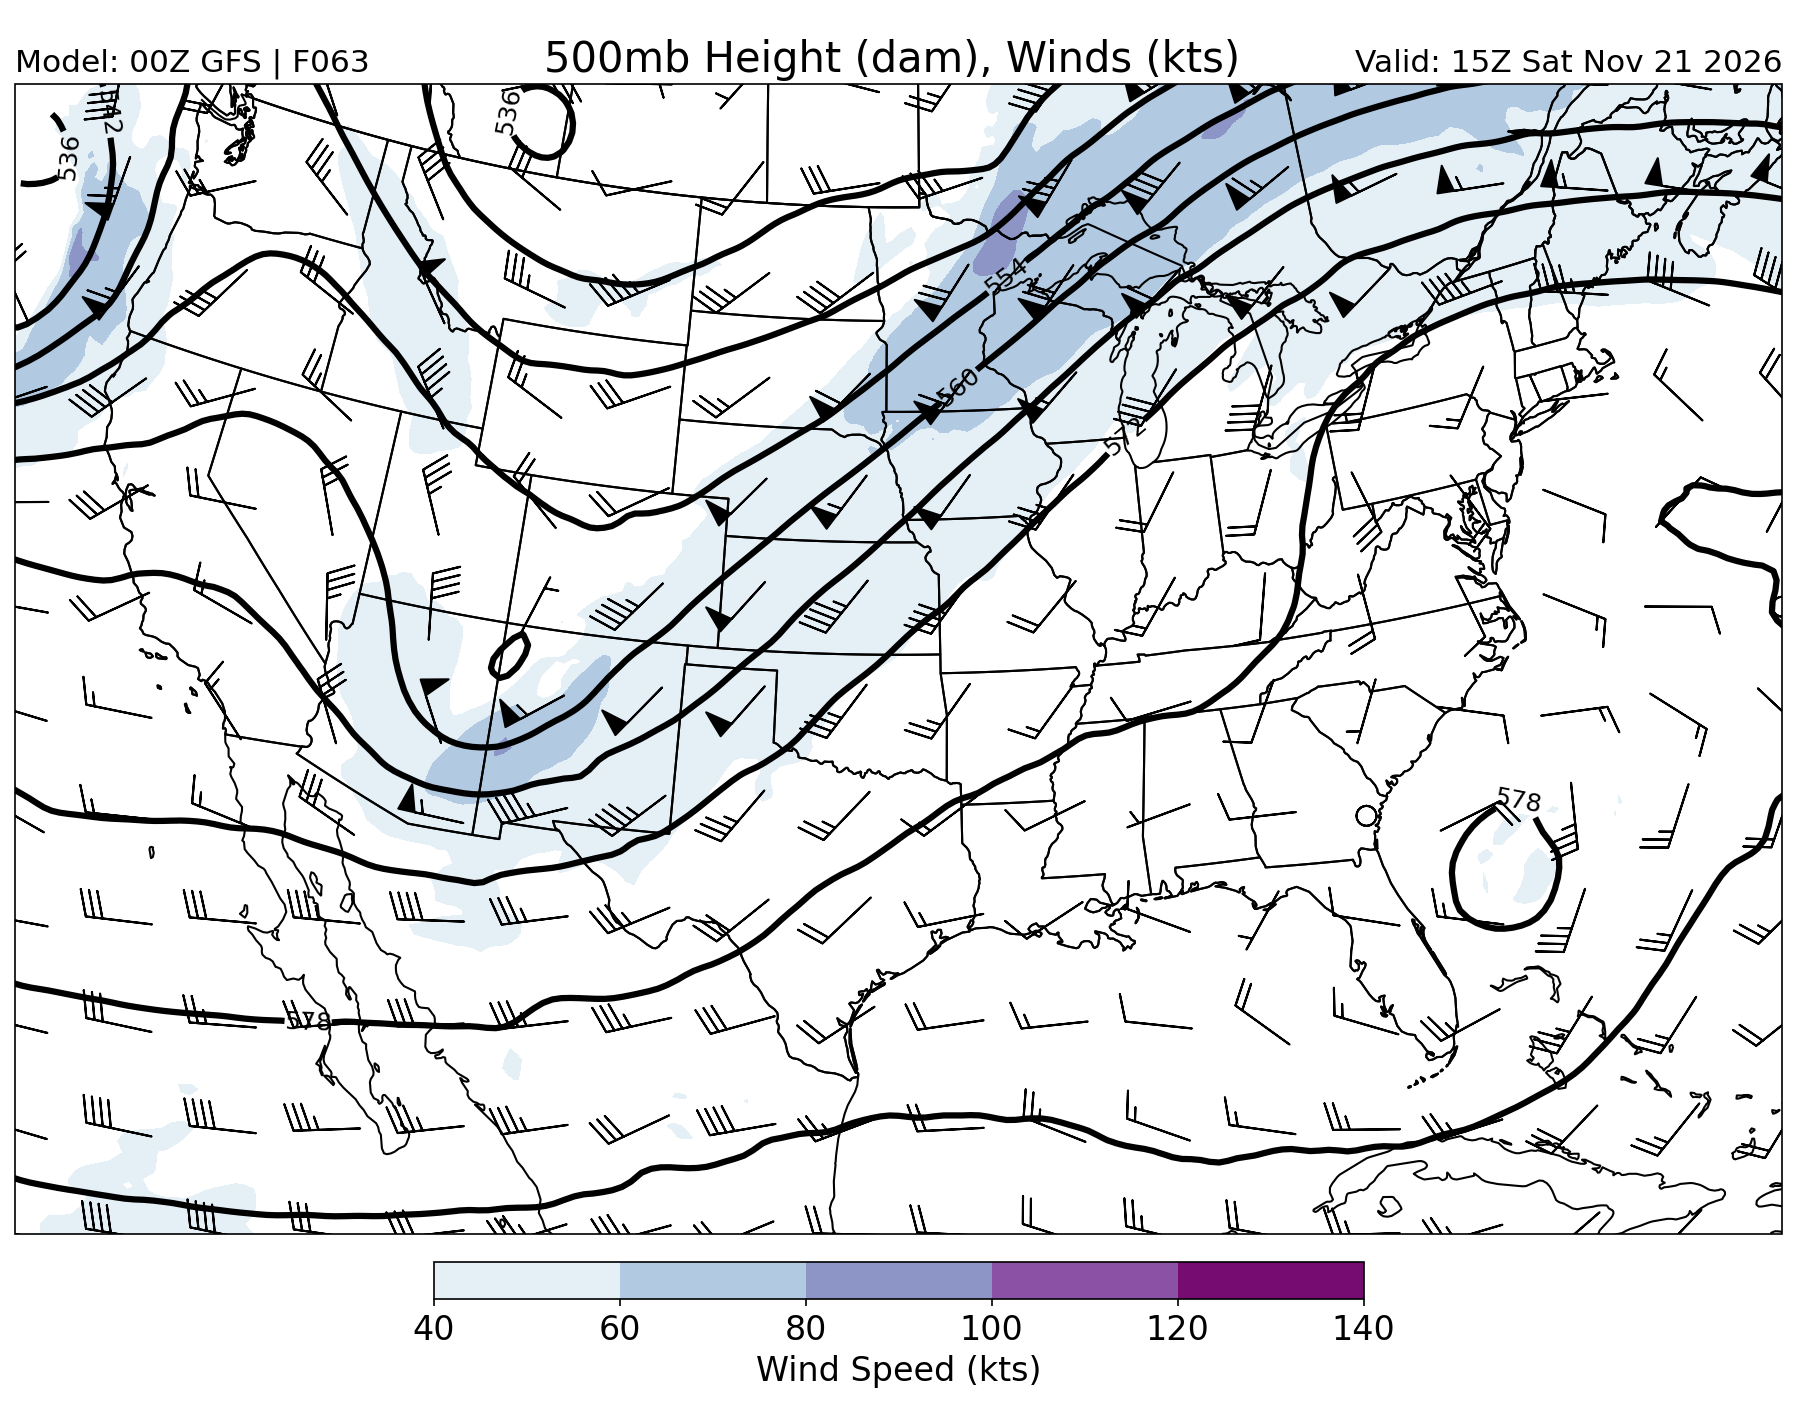 Model: 00Z GFS | F063
500mb Height (dam), Winds (kts)
Valid: 15Z Sat Nov 21 2026
542
536
536
554
560
578
578
40 60 80 100 120 140
Wind Speed (kts)